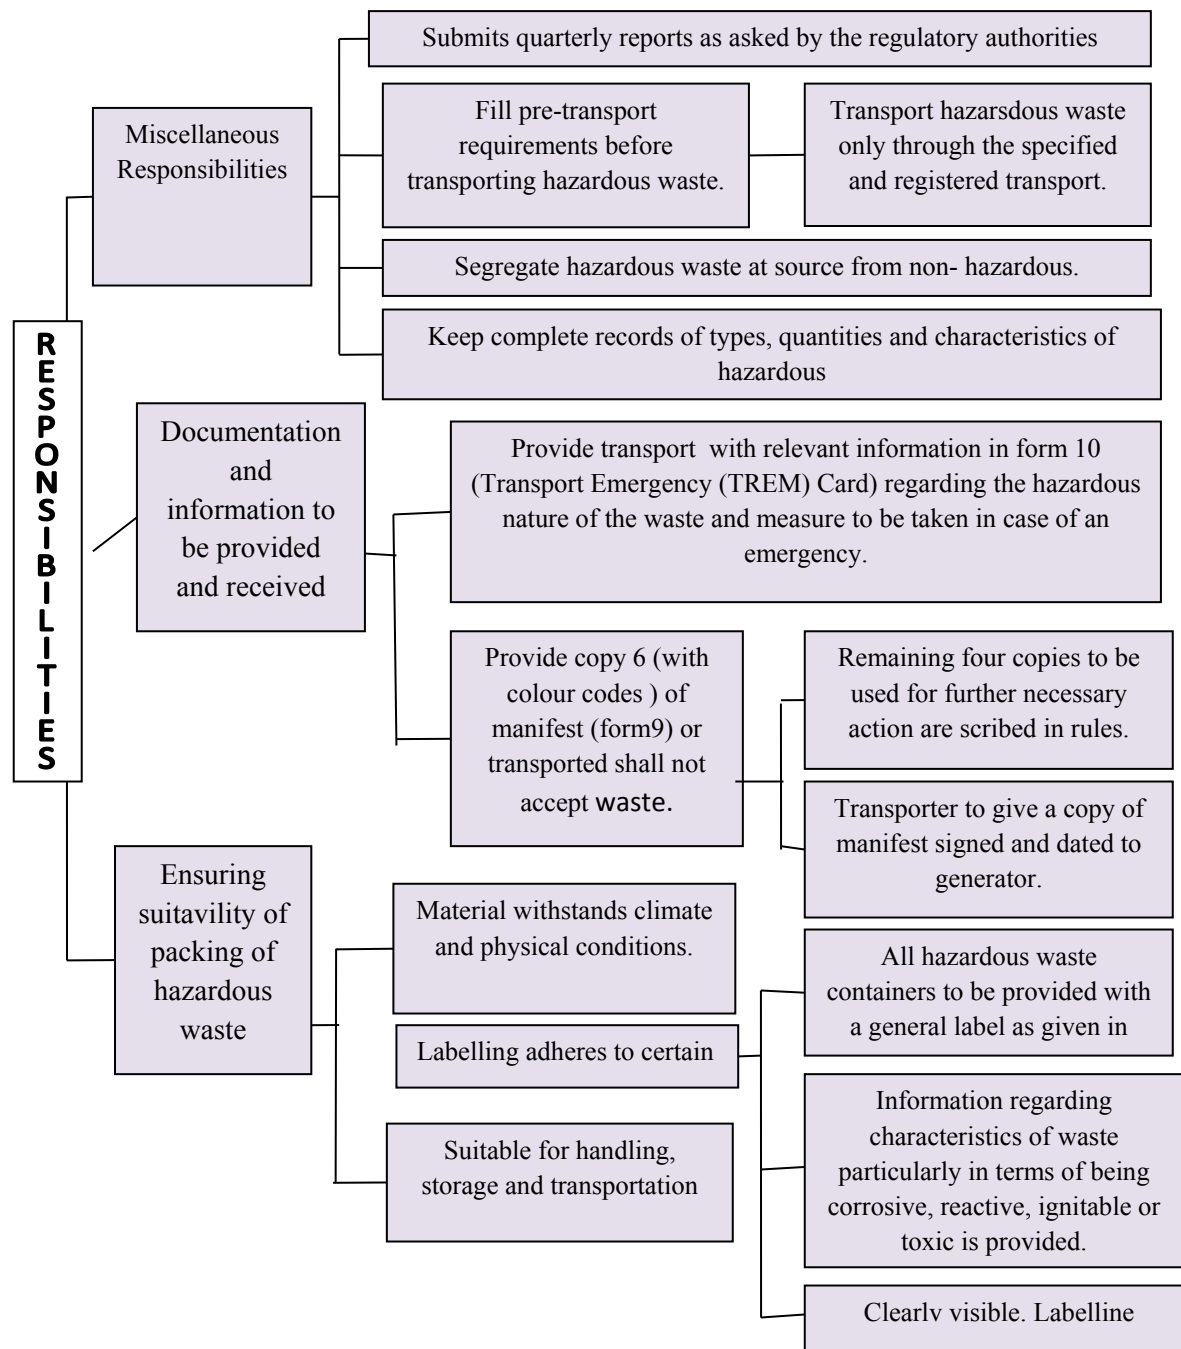 Submits quarterly reports as asked by the regulatory authorities
Miscellaneous
Responsibilities
Fill pre-transport
requirements before
transporting hazardous waste.
Transport hazarsdous waste
only through the specified
and registered transport.
Segregate hazardous waste at source from non- hazardous.
Keep complete records of types, quantities and characteristics of
hazardous
RESPONSIBILITIES
Documentation
and
information to
be provided
and received
Provide transport with relevant information in form 10
(Transport Emergency (TREM) Card) regarding the hazardous
nature of the waste and measure to be taken in case of an
emergency.
Provide copy 6 (with
colour codes ) of
manifest (form9) or
transported shall not
accept waste.
Remaining four copies to be
used for further necessary
action are scribed in rules.
Transporter to give a copy of
manifest signed and dated to
generator.
Ensuring
suitavility of
packing of
hazardous
waste
Material withstands climate
and physical conditions.
Labelling adheres to certain
Suitable for handling,
storage and transportation
All hazardous waste
containers to be provided with
a general label as given in
Information regarding
characteristics of waste
particularly in terms of being
corrosive, reactive, ignitable or
toxic is provided.
Clearly visible. Labelline